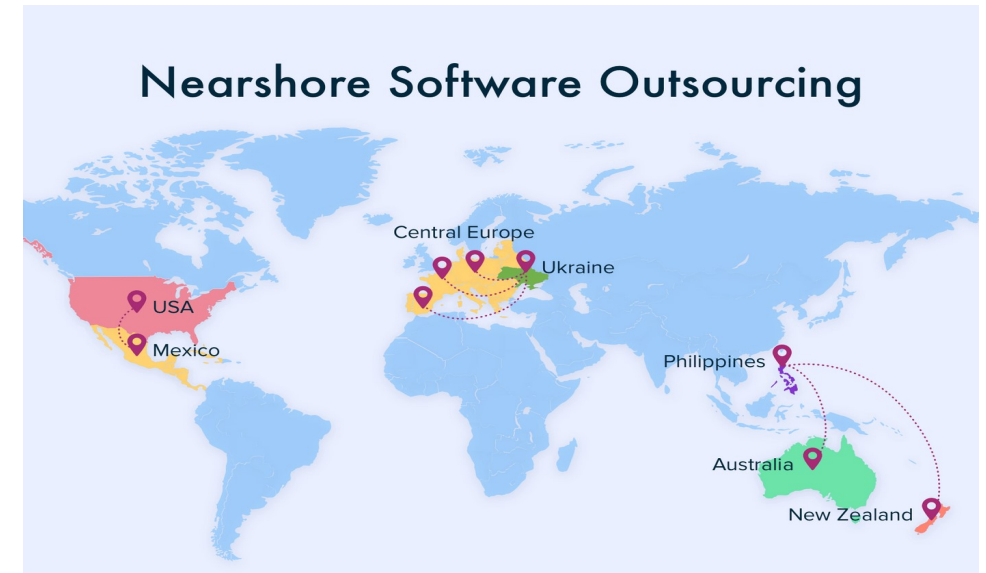 Nearshore Software Outsourcing
Central Europe
Ukraine
USA
Mexico
Philippines
Australia
New Zealand